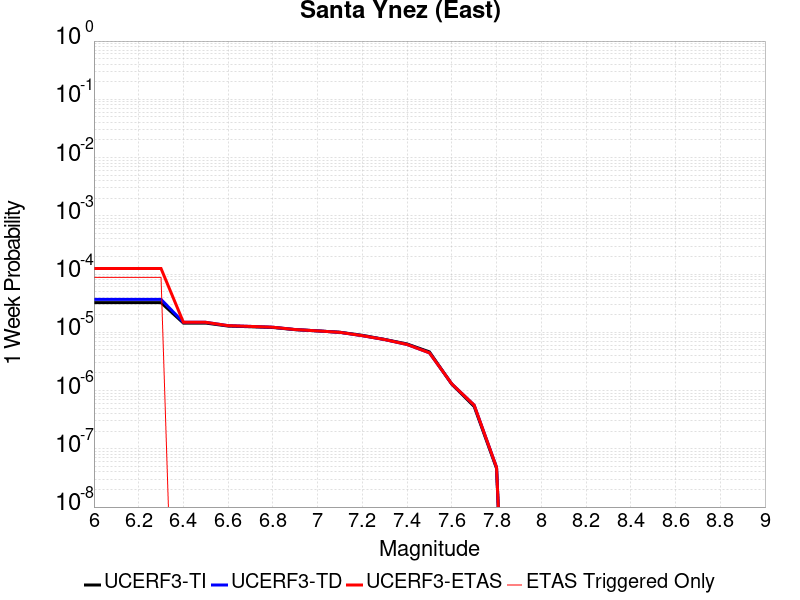 Santa Ynez (East)
1 Week Probability
10^0
10^-1
10^-2
10^-3
10^-4
10^-5
10^-6
10^-7
10^-8
6 6.2 6.4 6.6 6.8 7 7.2 7.4 7.6 7.8 8 8.2 8.4 8.6 8.8 9
Magnitude
UCERF3-TI UCERF3-TD UCERF3-ETAS ETAS Triggered Only